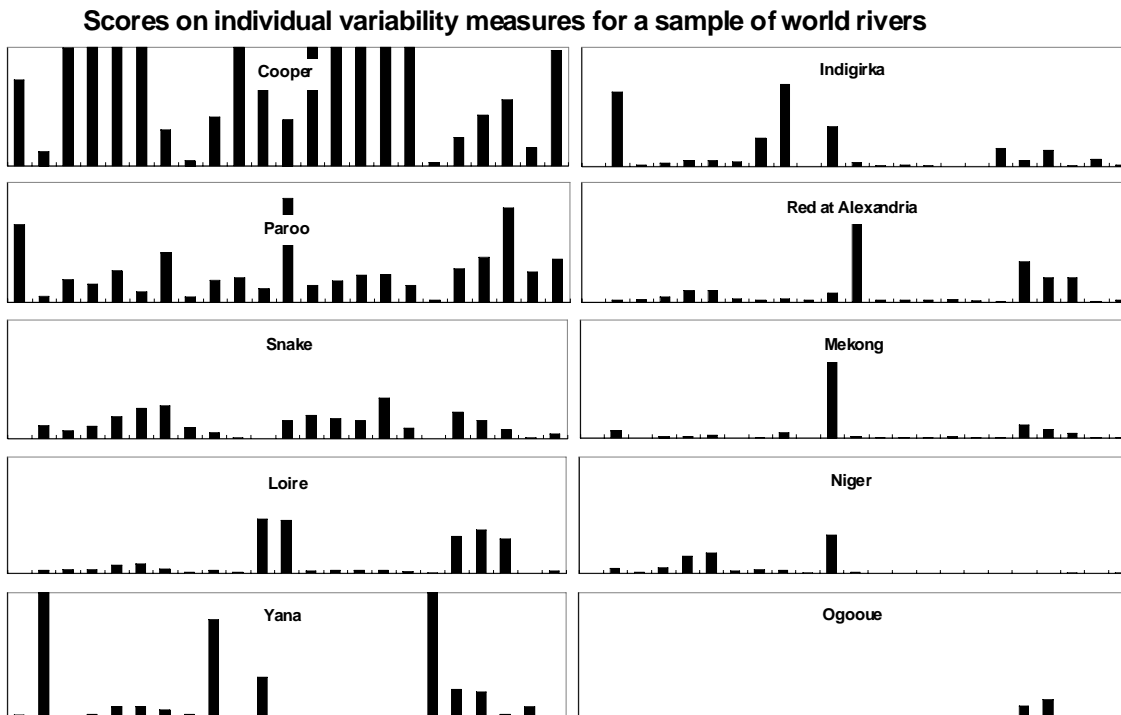 Scores on individual variability measures for a sample of world rivers
Cooper
Indigirka
Paroo
Red at Alexandria
Snake
Mekong
Loire
Niger
Yana
Ogooue